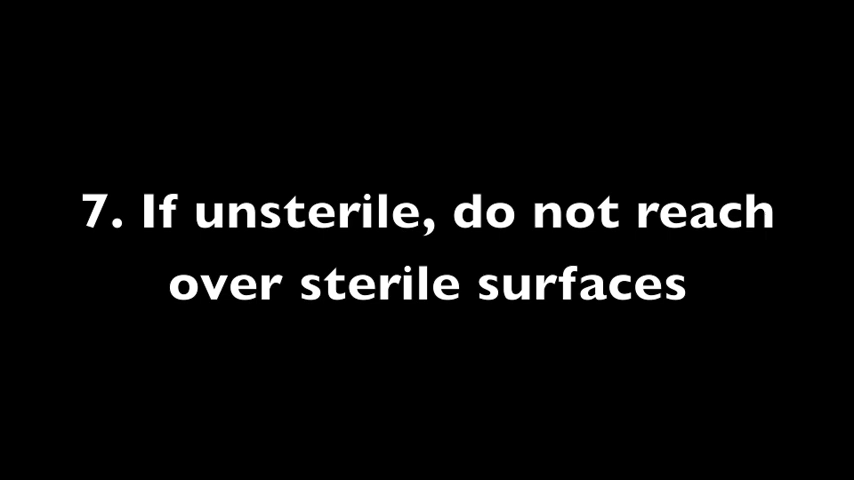 7. If unsterile, do not reach
over sterile surfaces